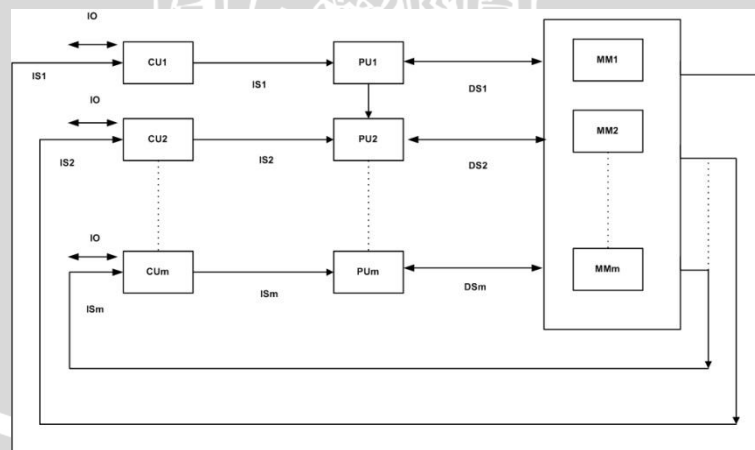 IO
CU1
PU1
MM1
IS1
IS1
DS1
IO
CU2
PU2
MM2
IS2
IS2
DS2
IO
CUm
PUm
MMm
ISm
ISm
DSm